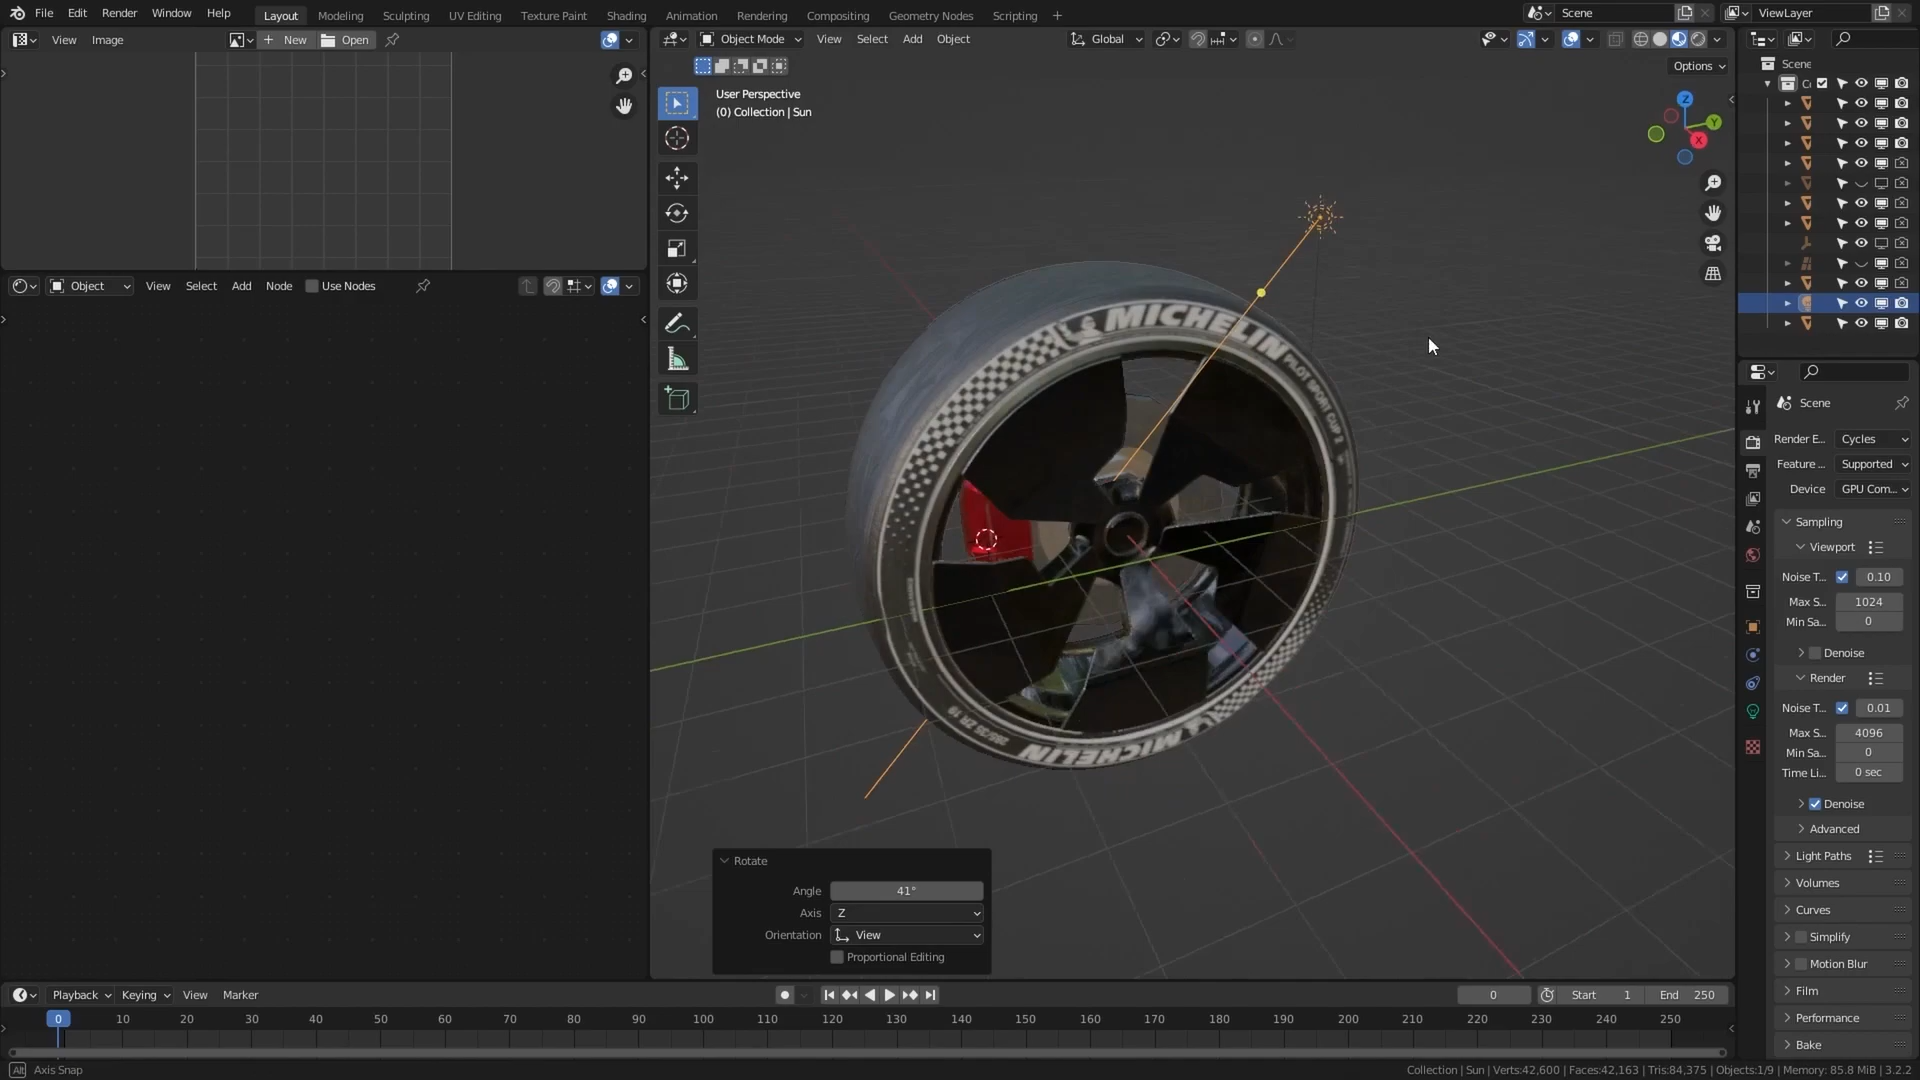 File Edit Render Window Help
Layout Modeling Sculpting UV Editing Texture Paint Shading Animation Rendering Compositing Geometry Nodes Scripting
Scene
ViewLayer
View Image
New
Open
Object Mode View Select Add Object
Global
Options
User Perspective
(0) Collection | Sun
Z
Y
X
Scene
Object View Select Add Node Use Nodes
MICHELIN
PILOT SPORT CUP 2
MICHELIN
Scene
Render E... Cycles
Feature ... Supported
Device GPU Com...
Sampling
Viewport
Noise T... 0.10
Max S... 1024
Min Sa... 0
Denoise
Render
Noise T... 0.01
Max S... 4096
Min Sa... 0
Time Li... 0 sec
Denoise
Advanced
Light Paths
Volumes
Curves
Simplify
Motion Blur
Film
Performance
Bake
Rotate
Angle 41°
Axis Z
Orientation View
Proportional Editing
Playback Keying View Marker
0
Start 1
End 250
0 10 20 30 40 50 60 70 80 90 100 110 120 130 140 150 160 170 180 190 200 210 220 230 240 250
Alt Axis Snap
Collection | Sun | Verts:42,600 | Faces:42,163 | Tris:84,375 | Objects:1/9 | Memory: 85.8 MiB | 3.2.2